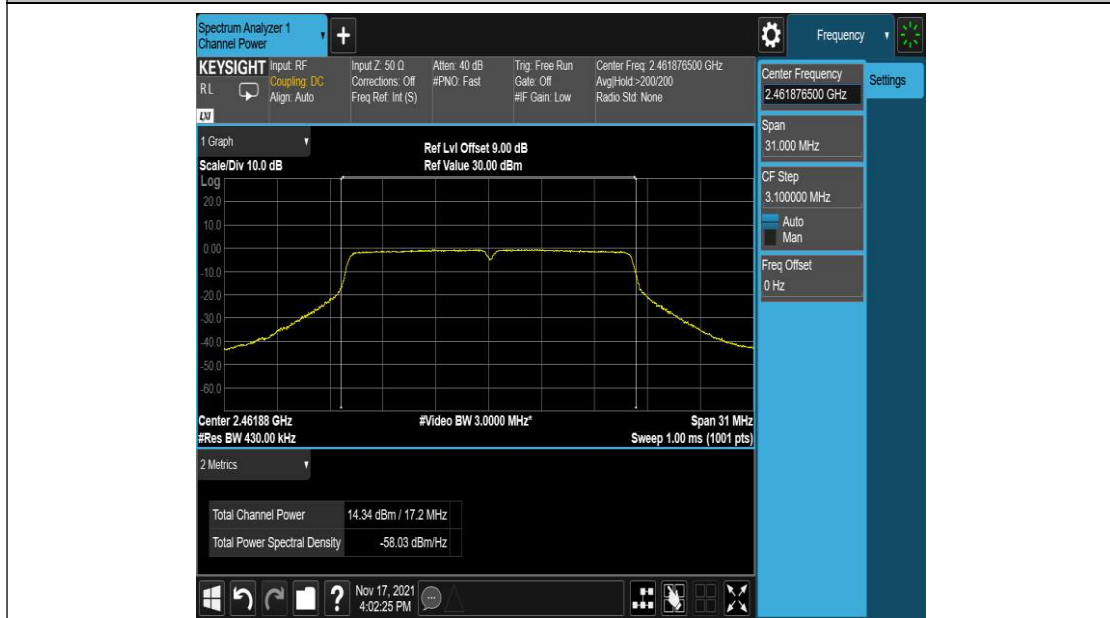 Spectrum Analyzer 1
Channel Power
+
Frequency
KEYSIGHT
RL
LXI
Input: RF
Coupling: DC
Align: Auto
Input Z: 50 Ω
Corrections: Off
Freq Ref: Int (S)
Atten: 40 dB
#PNO: Fast
Trig: Free Run
Gate: Off
#IF Gain: Low
Center Freq: 2.461876500 GHz
Avg|Hold:>200/200
Radio Std: None
Center Frequency
2.461876500 GHz
Settings
Span
31.000 MHz
CF Step
3.100000 MHz
Auto
Man
Freq Offset
0 Hz
1 Graph
Scale/Div 10.0 dB
Ref Lvl Offset 9.00 dB
Ref Value 30.00 dBm
Log
20.0
10.0
0.00
-10.0
-20.0
-30.0
-40.0
-50.0
-60.0
Center 2.46188 GHz
#Video BW 3.0000 MHz*
Span 31 MHz
#Res BW 430.00 kHz
Sweep 1.00 ms (1001 pts)
2 Metrics
Total Channel Power 14.34 dBm / 17.2 MHz
Total Power Spectral Density -58.03 dBm/Hz
?
Nov 17, 2021
4:02:25 PM